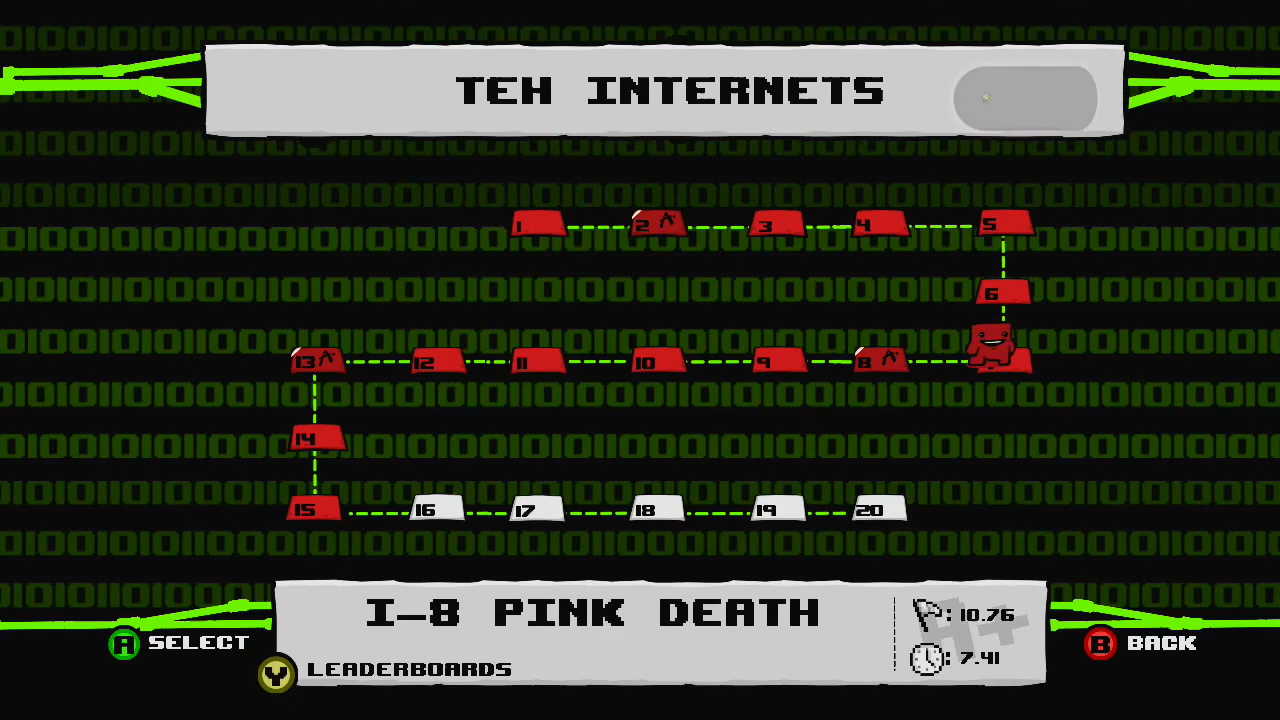 TEH INTERNETS
1 2 A+ 3 4 5
6
13 A+ 12 11 10 9 8 A+
14
15 16 17 18 19 20
I-8 PINK DEATH
A+
: 10.76
: 7.41
A SELECT
B BACK
Y LEADERBOARDS